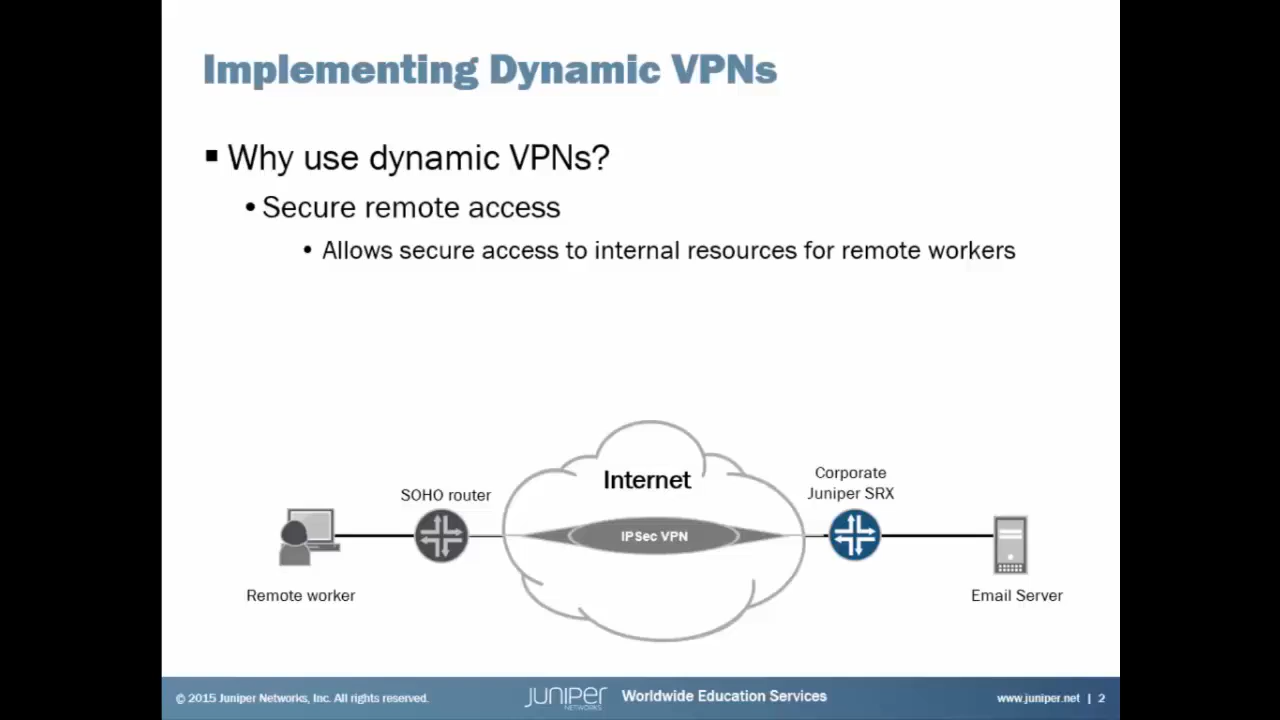 Implementing Dynamic VPNs
▪ Why use dynamic VPNs?
• Secure remote access
• Allows secure access to internal resources for remote workers
Internet
Corporate
Juniper SRX
SOHO router
IPSec VPN
Remote worker
Email Server
© 2015 Juniper Networks, Inc. All rights reserved.
JUNIPER
NETWORKS
Worldwide Education Services
www.juniper.net | 2